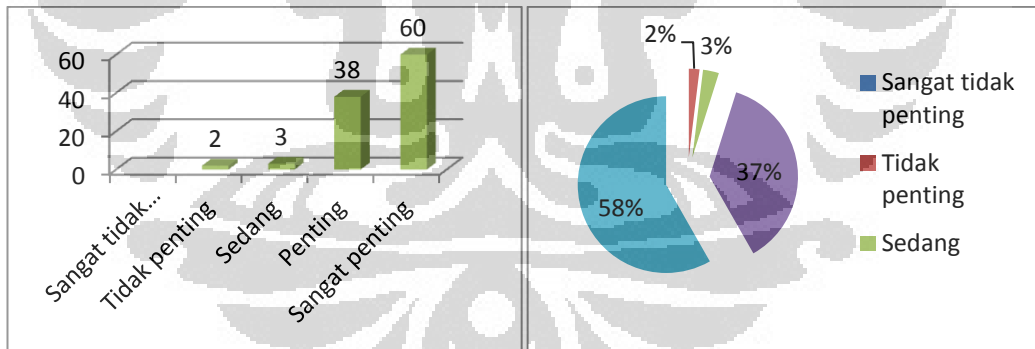 60
40
20
0
2
3
38
60
Sangat tidak...
Tidak penting
Sedang
Penting
Sangat penting
2%
3%
37%
58%
Sangat tidak
penting
Tidak
penting
Sedang